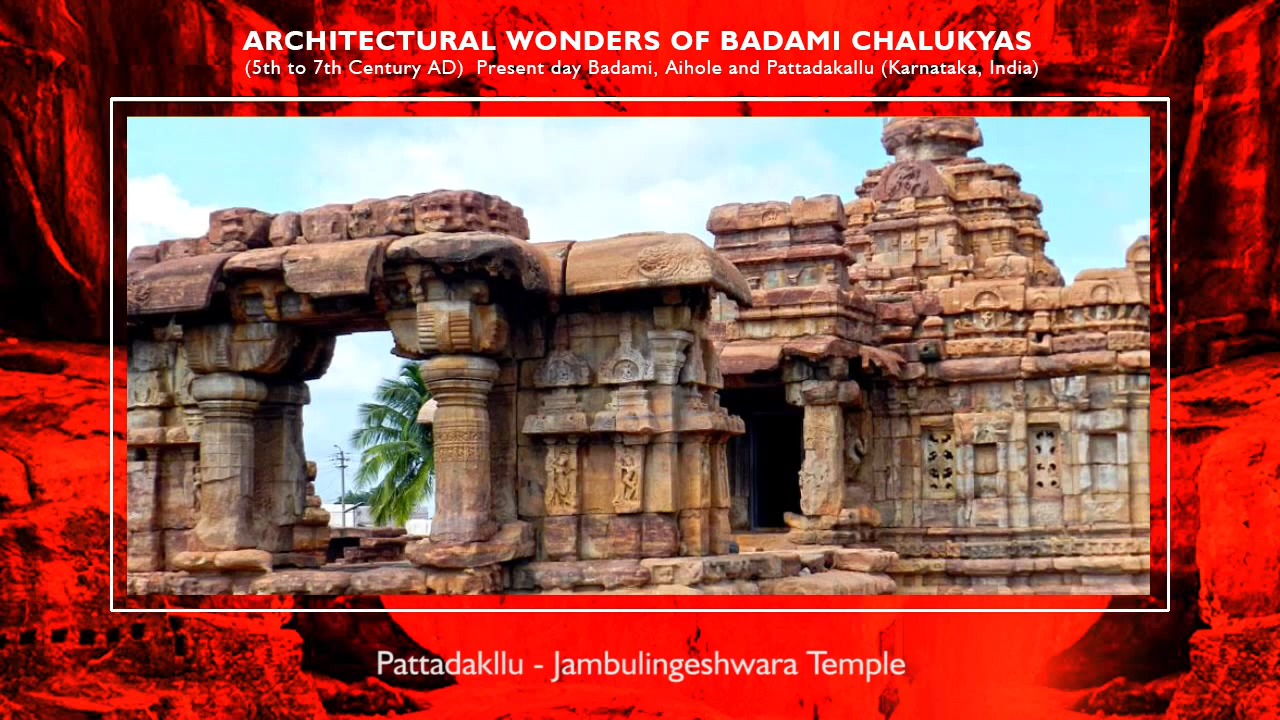 ARCHITECTURAL WONDERS OF BADAMI CHALUKYAS
(5th to 7th Century AD) Present day Badami, Aihole and Pattadakallu (Karnataka, India)
Pattadakllu - Jambulingeshwara Temple